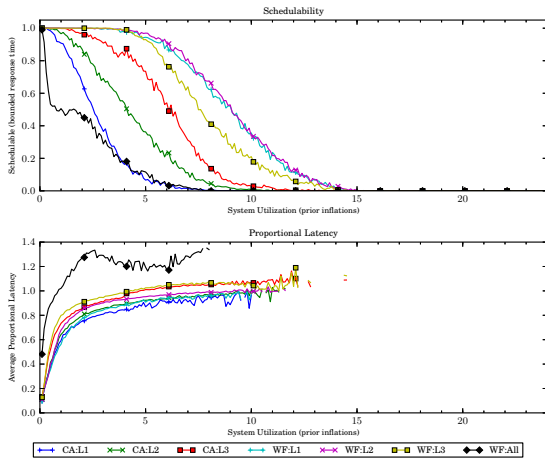 Schedulability
Schedulable (bounded response time)
1.0
0.8
0.6
0.4
0.2
0.0
0 5 10 15 20
System Utilization (prior inflations)
Proportional Latency
Average Proportional Latency
1.4
1.2
1.0
0.8
0.6
0.4
0.2
0.0
0 5 10 15 20
System Utilization (prior inflations)
CA:L1 CA:L2 CA:L3 WF:L1 WF:L2 WF:L3 WF:All